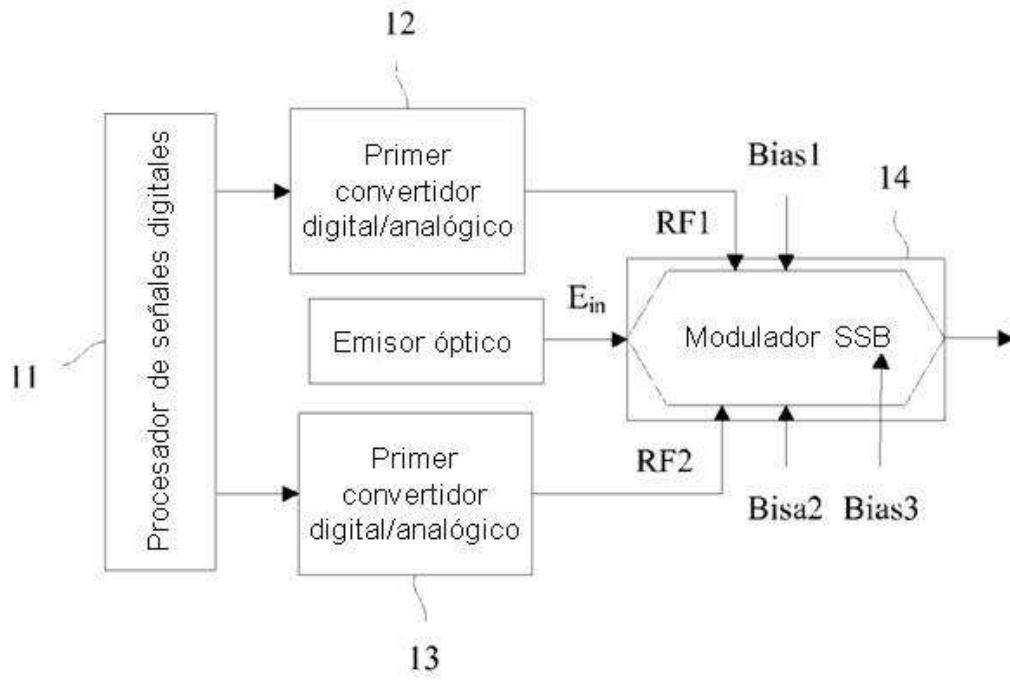 12
Primer
convertidor
digital/analógico
Bias1
14
RF1
Procesador de señales digitales
E_in
Emisor óptico
Modulador SSB
11
Primer
convertidor
digital/analógico
RF2
Bisa2
Bias3
13